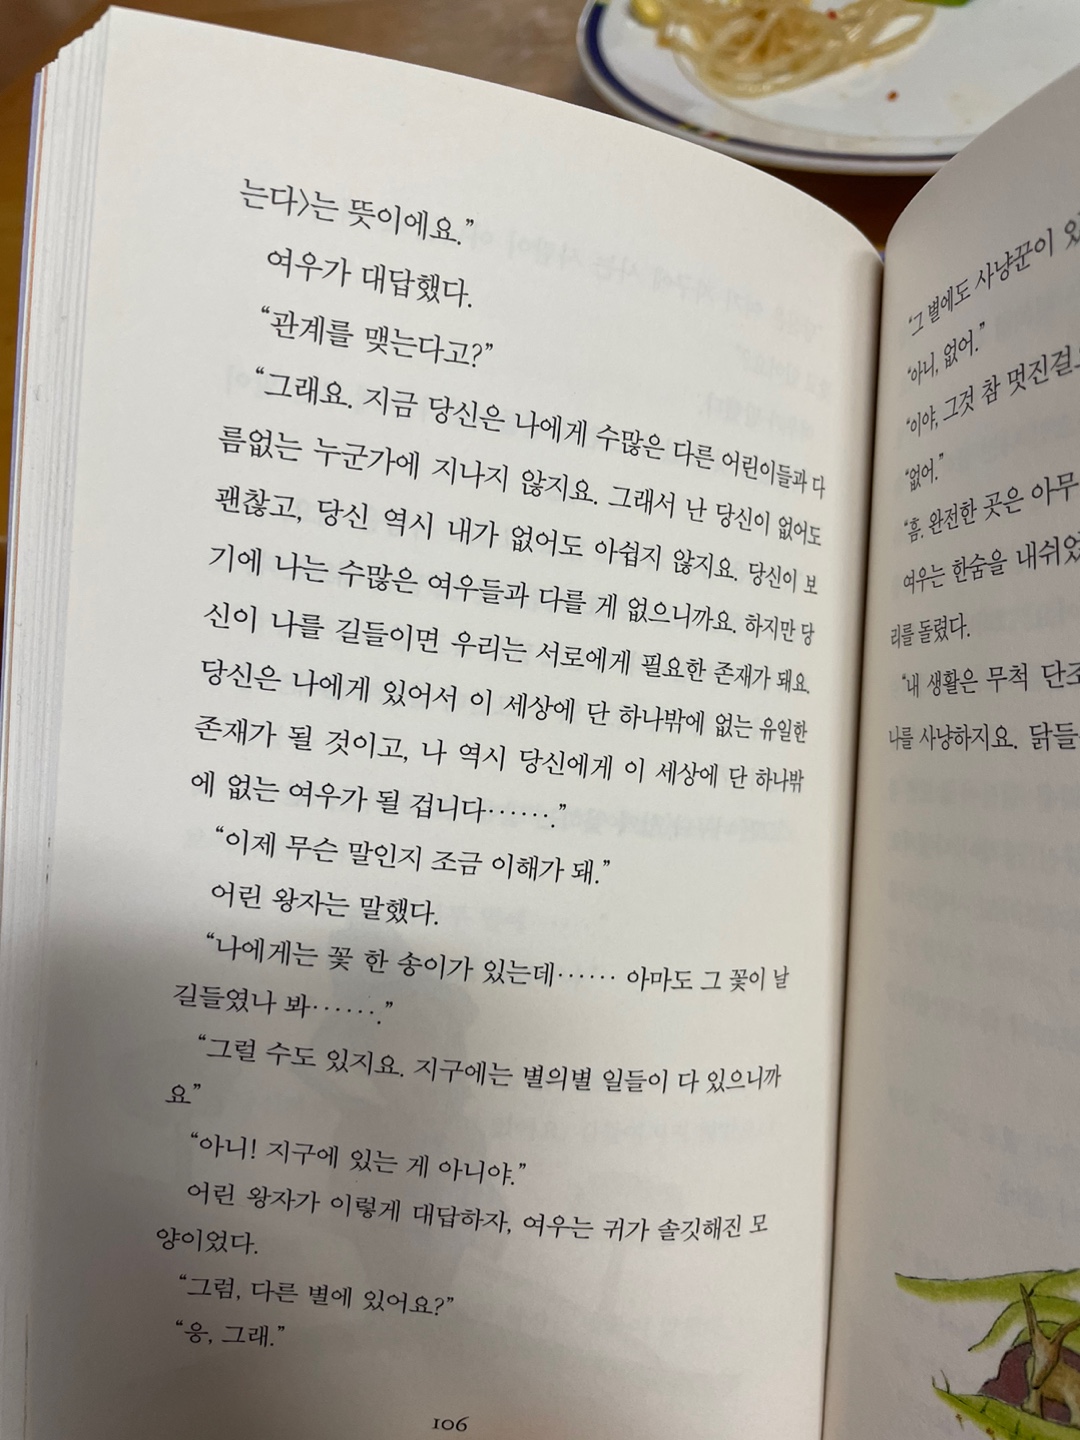 는다〉는 뜻이에요.”
여우가 대답했다.
“관계를 맺는다고?”
“그래요. 지금 당신은 나에게 수많은 다른 어린이들과 다
름없는 누군가에 지나지 않지요. 그래서 난 당신이 없어도
괜찮고, 당신 역시 내가 없어도 아쉽지 않지요. 당신이 보
기에 나는 수많은 여우들과 다를 게 없으니까요. 하지만 당
신이 나를 길들이면 우리는 서로에게 필요한 존재가 돼요.
당신은 나에게 있어서 이 세상에 단 하나밖에 없는 유일한
존재가 될 것이고, 나 역시 당신에게 이 세상에 단 하나밖
에 없는 여우가 될 겁니다…….”
“이제 무슨 말인지 조금 이해가 돼.”
어린 왕자는 말했다.
“나에게는 꽃 한 송이가 있는데…… 아마도 그 꽃이 날
길들였나 봐…….”
“그럴 수도 있지요. 지구에는 별의별 일들이 다 있으니까
요”
“아니! 지구에 있는 게 아니야.”
어린 왕자가 이렇게 대답하자, 여우는 귀가 솔깃해진 모
양이었다.
“그럼, 다른 별에 있어요?”
“응, 그래.”
106
“그 별에도 사냥꾼이
“아니, 없어.”
“이야, 그것 참 멋진걸
“없어.”
“흠. 완전한 곳은 아무
여우는 한숨을 내쉬었
리를 돌렸다.
“내 생활은 무척 단조
나를 사냥하지요. 닭들